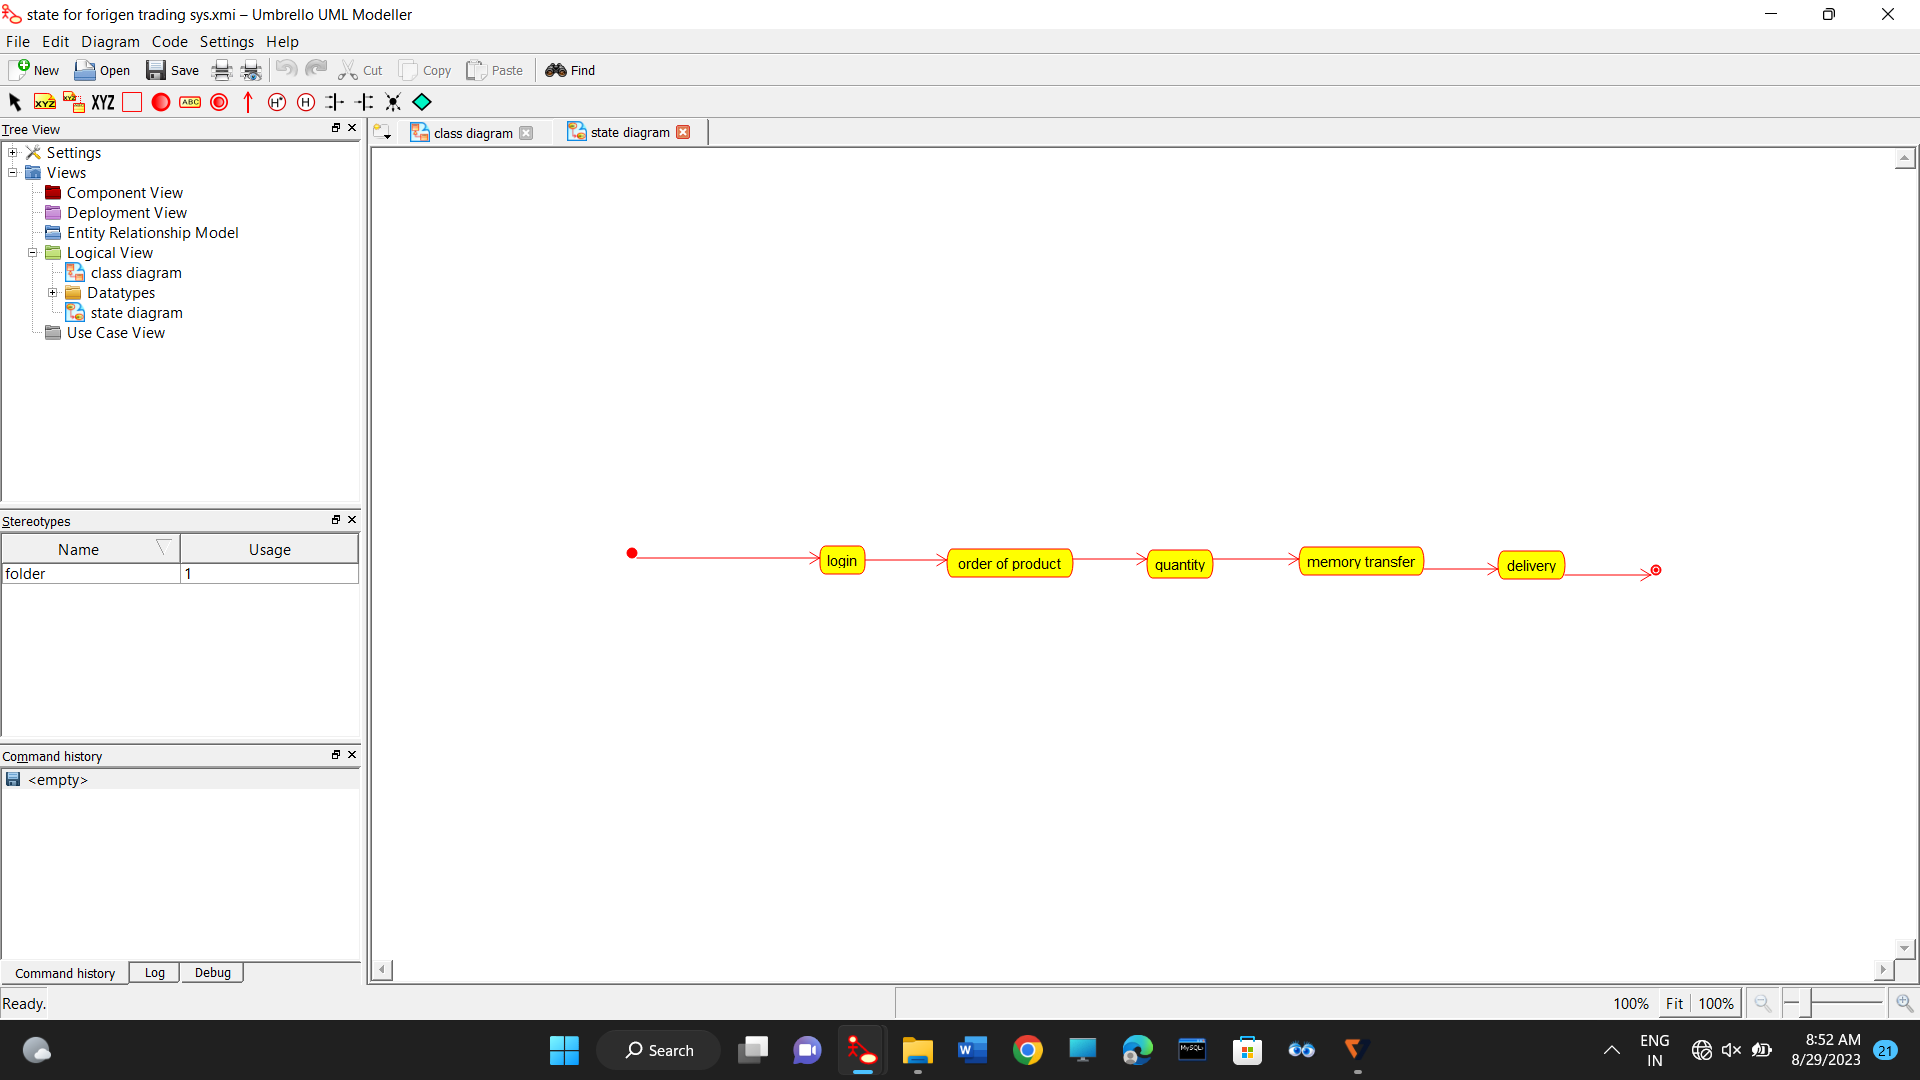 state for forigen trading sys.xmi – Umbrello UML Modeller
File Edit Diagram Code Settings Help
New Open Save Cut Copy Paste Find
XYZ XYZ XYZ ABC H* H
Tree View
class diagram state diagram
Settings
Views
Component View
Deployment View
Entity Relationship Model
Logical View
class diagram
Datatypes
state diagram
Use Case View
login order of product quantity memory transfer delivery
Stereotypes
Name Usage
folder 1
Command history
<empty>
Command history Log Debug
Ready. 100% Fit 100%
Search
W
MySQL
ENG
IN
8:52 AM
8/29/2023
21